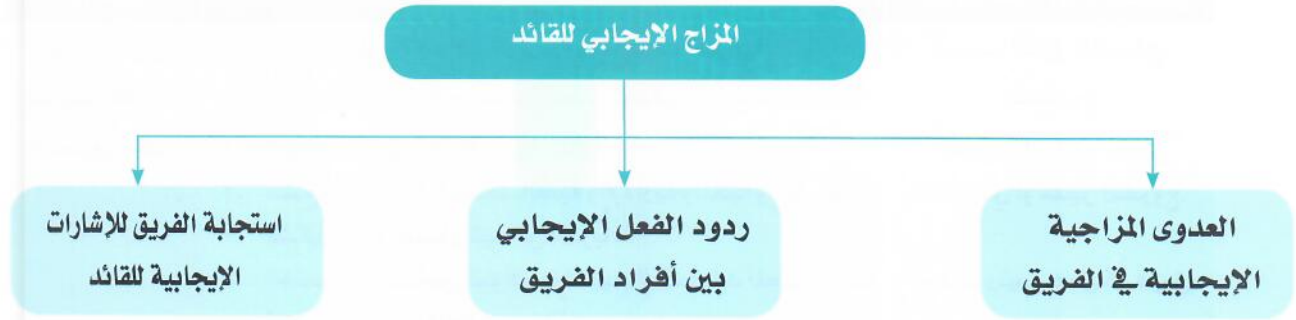 المزاج الإيجابي للقائد
العدوى المزاجية
الإيجابية في الفريق
ردود الفعل الإيجابي
بين أفراد الفريق
استجابة الفريق للإشارات
الإيجابية للقائد